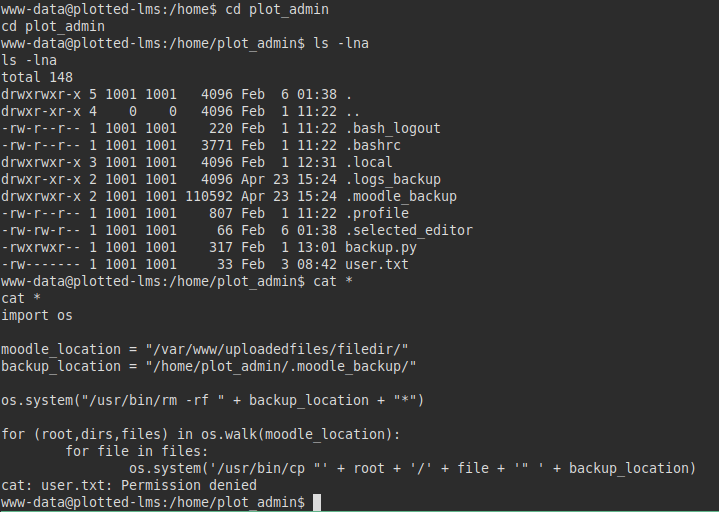 www-data@plotted-lms:/home$ cd plot_admin
cd plot_admin
www-data@plotted-lms:/home/plot_admin$ ls -lna
ls -lna
total 148
drwxrwxr-x 5 1001 1001   4096 Feb  6 01:38 .
drwxr-xr-x 4    0    0   4096 Feb  1 11:22 ..
-rw-r--r-- 1 1001 1001    220 Feb  1 11:22 .bash_logout
-rw-r--r-- 1 1001 1001   3771 Feb  1 11:22 .bashrc
drwxrwxr-x 3 1001 1001   4096 Feb  1 12:31 .local
drwxr-xr-x 2 1001 1001   4096 Apr 23 15:24 .logs_backup
drwxrwxr-x 2 1001 1001 110592 Apr 23 15:24 .moodle_backup
-rw-r--r-- 1 1001 1001    807 Feb  1 11:22 .profile
-rw-rw-r-- 1 1001 1001     66 Feb  6 01:38 .selected_editor
-rwxrwxr-- 1 1001 1001    317 Feb  1 13:01 backup.py
-rw------- 1 1001 1001     33 Feb  3 08:42 user.txt
www-data@plotted-lms:/home/plot_admin$ cat *
cat *
import os

moodle_location = "/var/www/uploadedfiles/filedir/"
backup_location = "/home/plot_admin/.moodle_backup/"

os.system("/usr/bin/rm -rf " + backup_location + "*")

for (root,dirs,files) in os.walk(moodle_location):
        for file in files:
                os.system('/usr/bin/cp "' + root + '/' + file + '" ' + backup_location)
cat: user.txt: Permission denied
www-data@plotted-lms:/home/plot_admin$